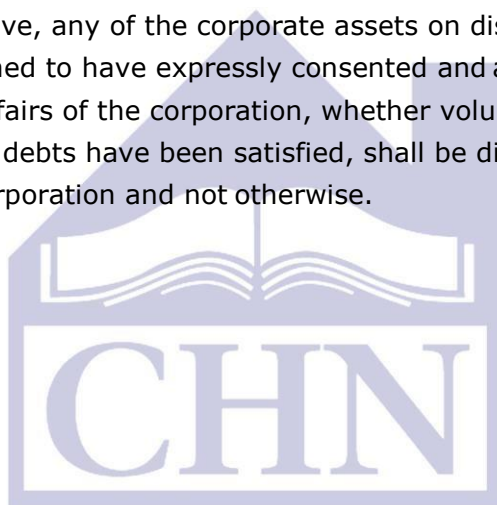 ve, any of the corporate assets on dis
ned to have expressly consented and a
fairs of the corporation, whether volu
debts have been satisfied, shall be di
rporation and not otherwise.
CHN